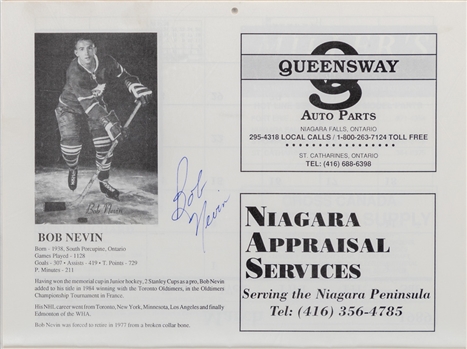 Bob Nevin
BOB NEVIN
Born - 1938, South Porcupine, Ontario
Games Played - 1128
Goals - 307 • Assists - 419 • T. Points - 729
P. Minutes - 211
Having won the memorial cup in Junior hockey, 2 Stanley Cups as a pro, Bob Nevin
added to his title in 1984 winning with the Toronto Oldtimers, in the Oldtimers
Championship Tournament in France.
His NHL career went from Toronto, New York, Minnesota, Los Angeles and finally
Edmonton of the WHA.
Bob Nevin was forced to retire in 1977 from a broken collar bone.
Bob
Nevin
QUEENSWAY
AUTO PARTS
NIAGARA FALLS, ONTARIO
295-4318 LOCAL CALLS / 1-800-263-7124 TOLL FREE
ST. CATHARINES, ONTARIO
TEL: (416) 688-6398
NIAGARA
APPRAISAL
SERVICES
Serving the Niagara Peninsula
Tel: (416) 356-4785